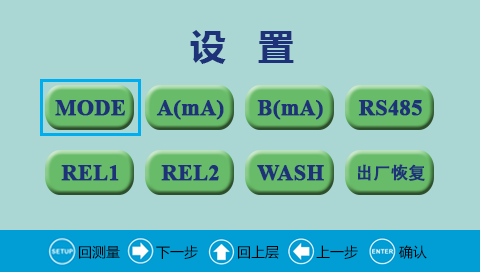 设 置
MODE A(mA) B(mA) RS485
REL1 REL2 WASH 出厂恢复
SETUP 回测量 下一步 回上层 上一步 ENTER 确认